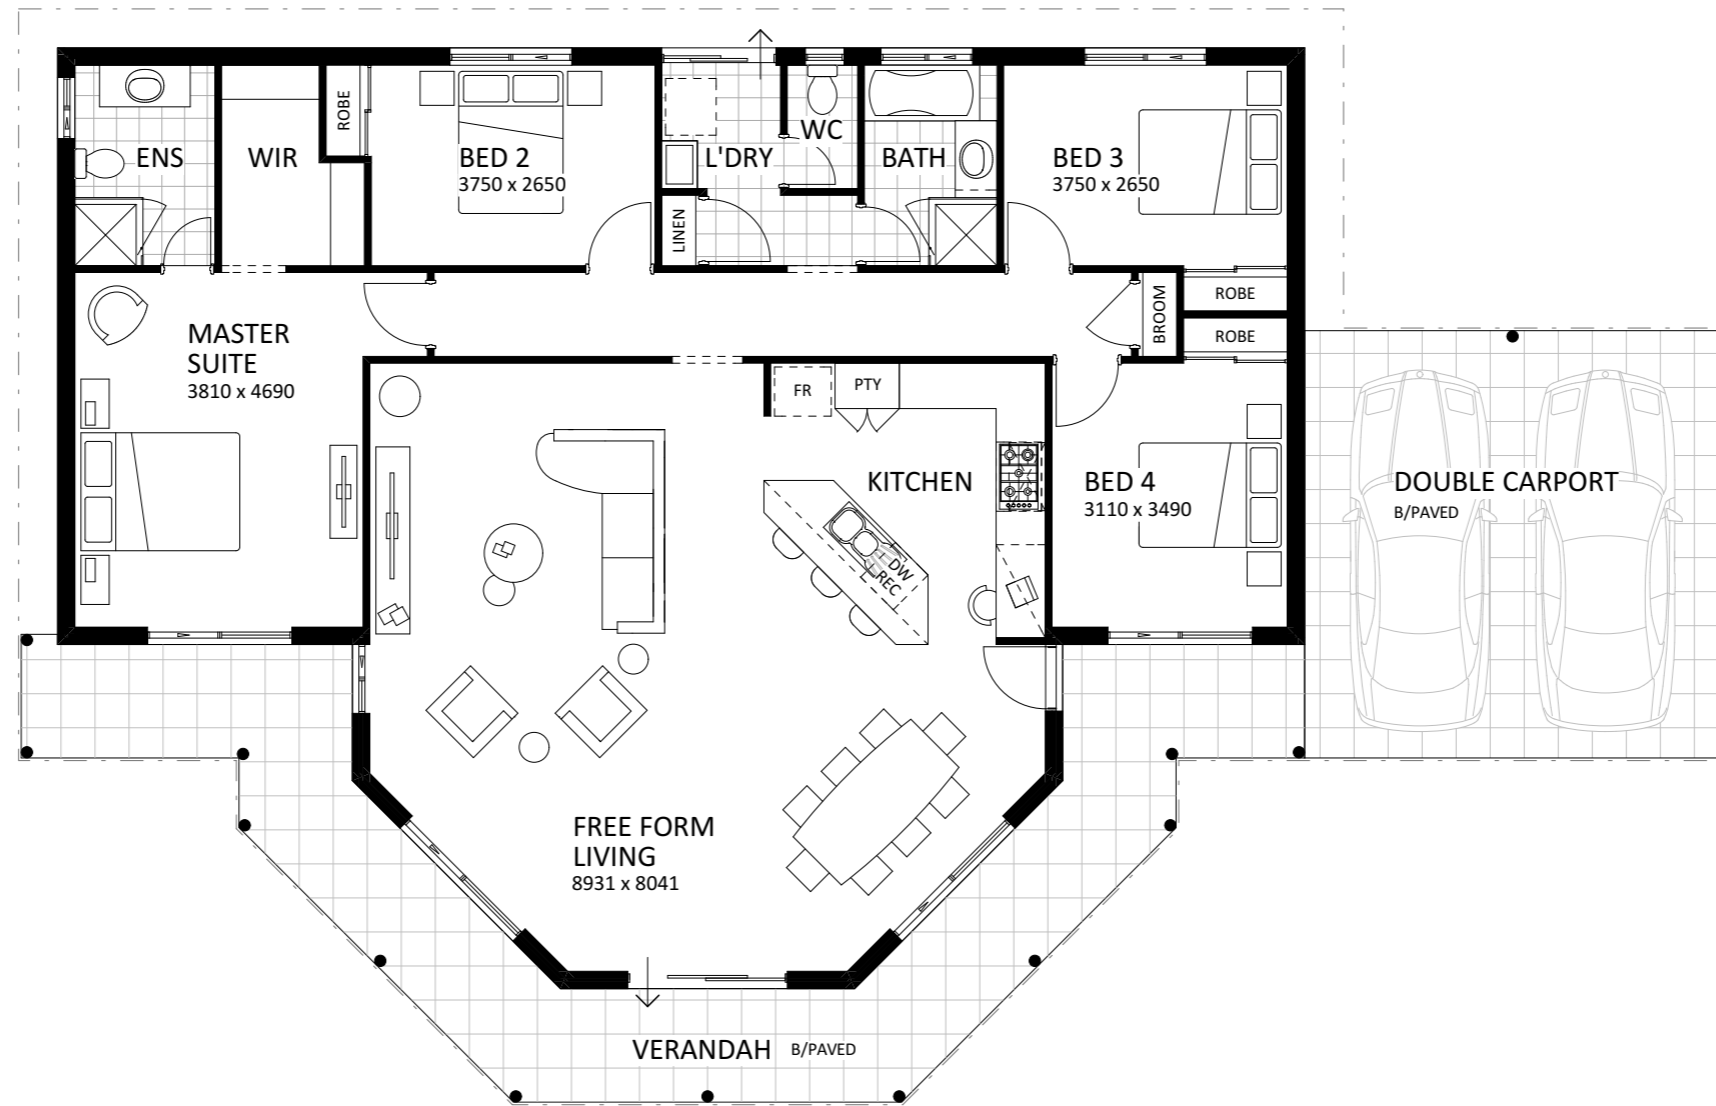 ENS
WIR
ROBE
BED 2
3750 x 2650
L'DRY
WC
BATH
BED 3
3750 x 2650
LINEN
MASTER
SUITE
3810 x 4690
BROOM
ROBE
ROBE
FR
PTY
KITCHEN
DW
REC
BED 4
3110 x 3490
DOUBLE CARPORT
B/PAVED
FREE FORM
LIVING
8931 x 8041
VERANDAH B/PAVED